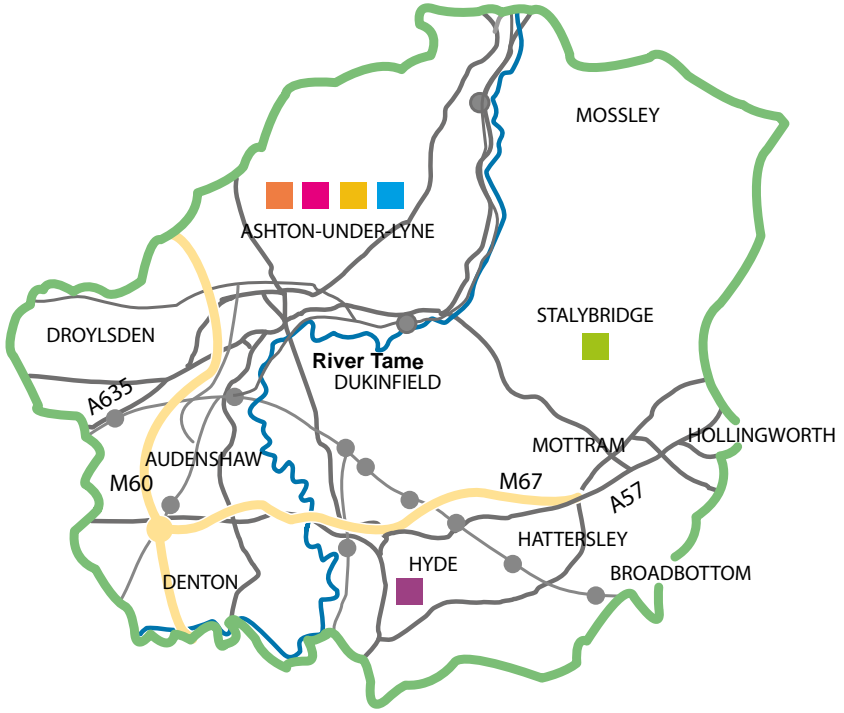 MOSSLEY
ASHTON-UNDER-LYNE
STALYBRIDGE
DROYLSDEN
River Tame
DUKINFIELD
A635
HOLLINGWORTH
MOTTRAM
AUDENSHAW
M60
M67
A57
HATTERSLEY
HYDE
BROADBOTTOM
DENTON